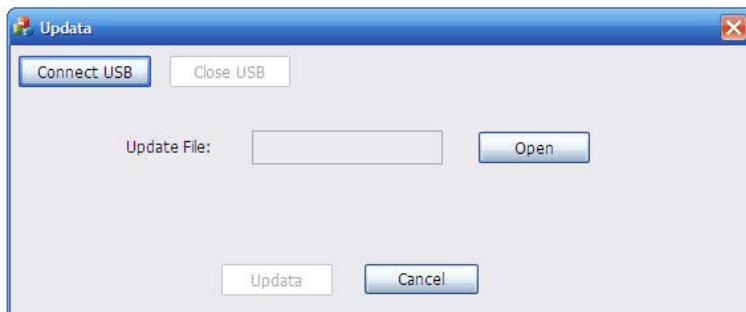 Updata
Connect USB Close USB
Update File: Open
Updata Cancel